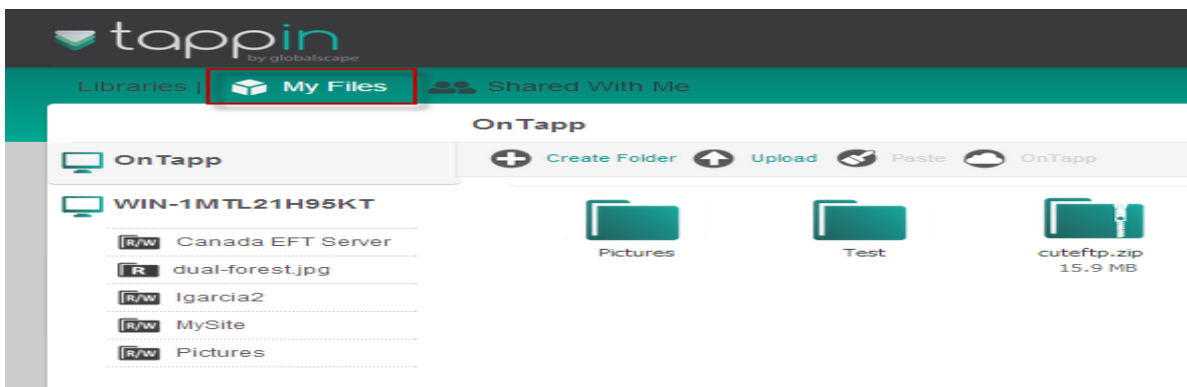 tappin
by globalscape
Libraries | My Files Shared With Me
OnTapp
OnTapp
Create Folder Upload Paste OnTapp
WIN-1MTL21H95KT
R/W Canada EFT Server
R dual-forest.jpg
R/W lgarcia2
R/W MySite
R/W Pictures
Pictures
Test
cuteftp.zip
15.9 MB